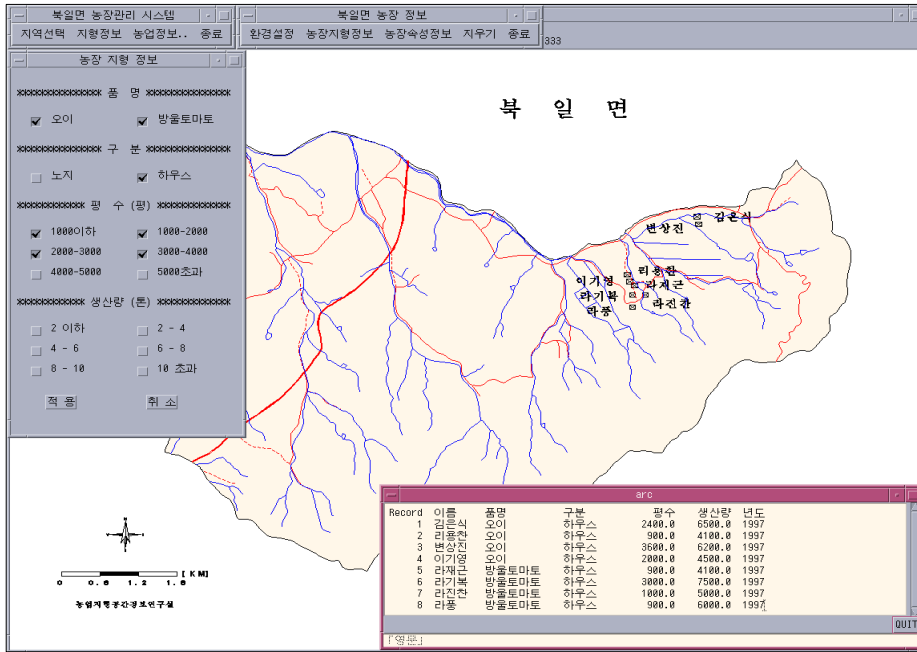 북일면 농장관리 시스템
지역선택 지형정보 농업정보.. 종료
북일면 농장 정보
환경설정 농장지형정보 농장속성정보 지우기 종료
333
농장 지형 정보
*************** 품 명 ***************
오이 방울토마토
*************** 구 분 ***************
노지 하우스
************ 평 수 (평) *************
1000이하 1000-2000
2000-3000 3000-4000
4000-5000 5000초과
************ 생산량 (톤) *************
2 이하 2 - 4
4 - 6 6 - 8
8 - 10 10 초과
적 용 취 소
북 일 면
김은식
변상진
리용찬
이기영
라재근
라기복
라진찬
라풍
0 0.6 1.2 1.8 [ KM]
농업지형공간정보연구실
arc
Record 이름 품명 구분 평수 생산량 년도
1 김은식 오이 하우스 2400.0 6500.0 1997
2 리용찬 오이 하우스 900.0 4100.0 1997
3 변상진 오이 하우스 3600.0 6200.0 1997
4 이기영 오이 하우스 2000.0 4500.0 1997
5 라재근 방울토마토 하우스 900.0 4100.0 1997
6 라기복 방울토마토 하우스 3000.0 7500.0 1997
7 라진찬 방울토마토 하우스 1000.0 5000.0 1997
8 라풍 방울토마토 하우스 900.0 6000.0 1997
QUIT
「영문」